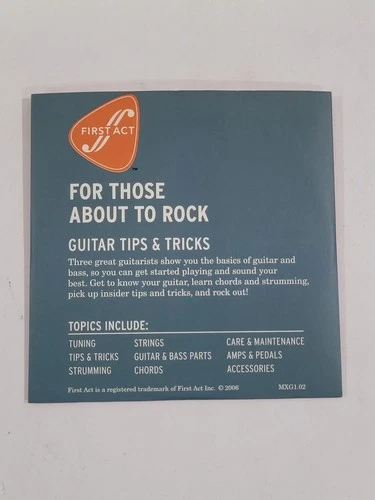 FIRST ACT
™
FOR THOSE
ABOUT TO ROCK
GUITAR TIPS & TRICKS
Three great guitarists show you the basics of guitar and
bass, so you can get started playing and sound your
best. Get to know your guitar, learn chords and strumming,
pick up insider tips and tricks, and rock out!
TOPICS INCLUDE:
TUNING STRINGS CARE & MAINTENANCE
TIPS & TRICKS GUITAR & BASS PARTS AMPS & PEDALS
STRUMMING CHORDS ACCESSORIES
First Act is a registered trademark of First Act Inc. © 2006 MXG1.02